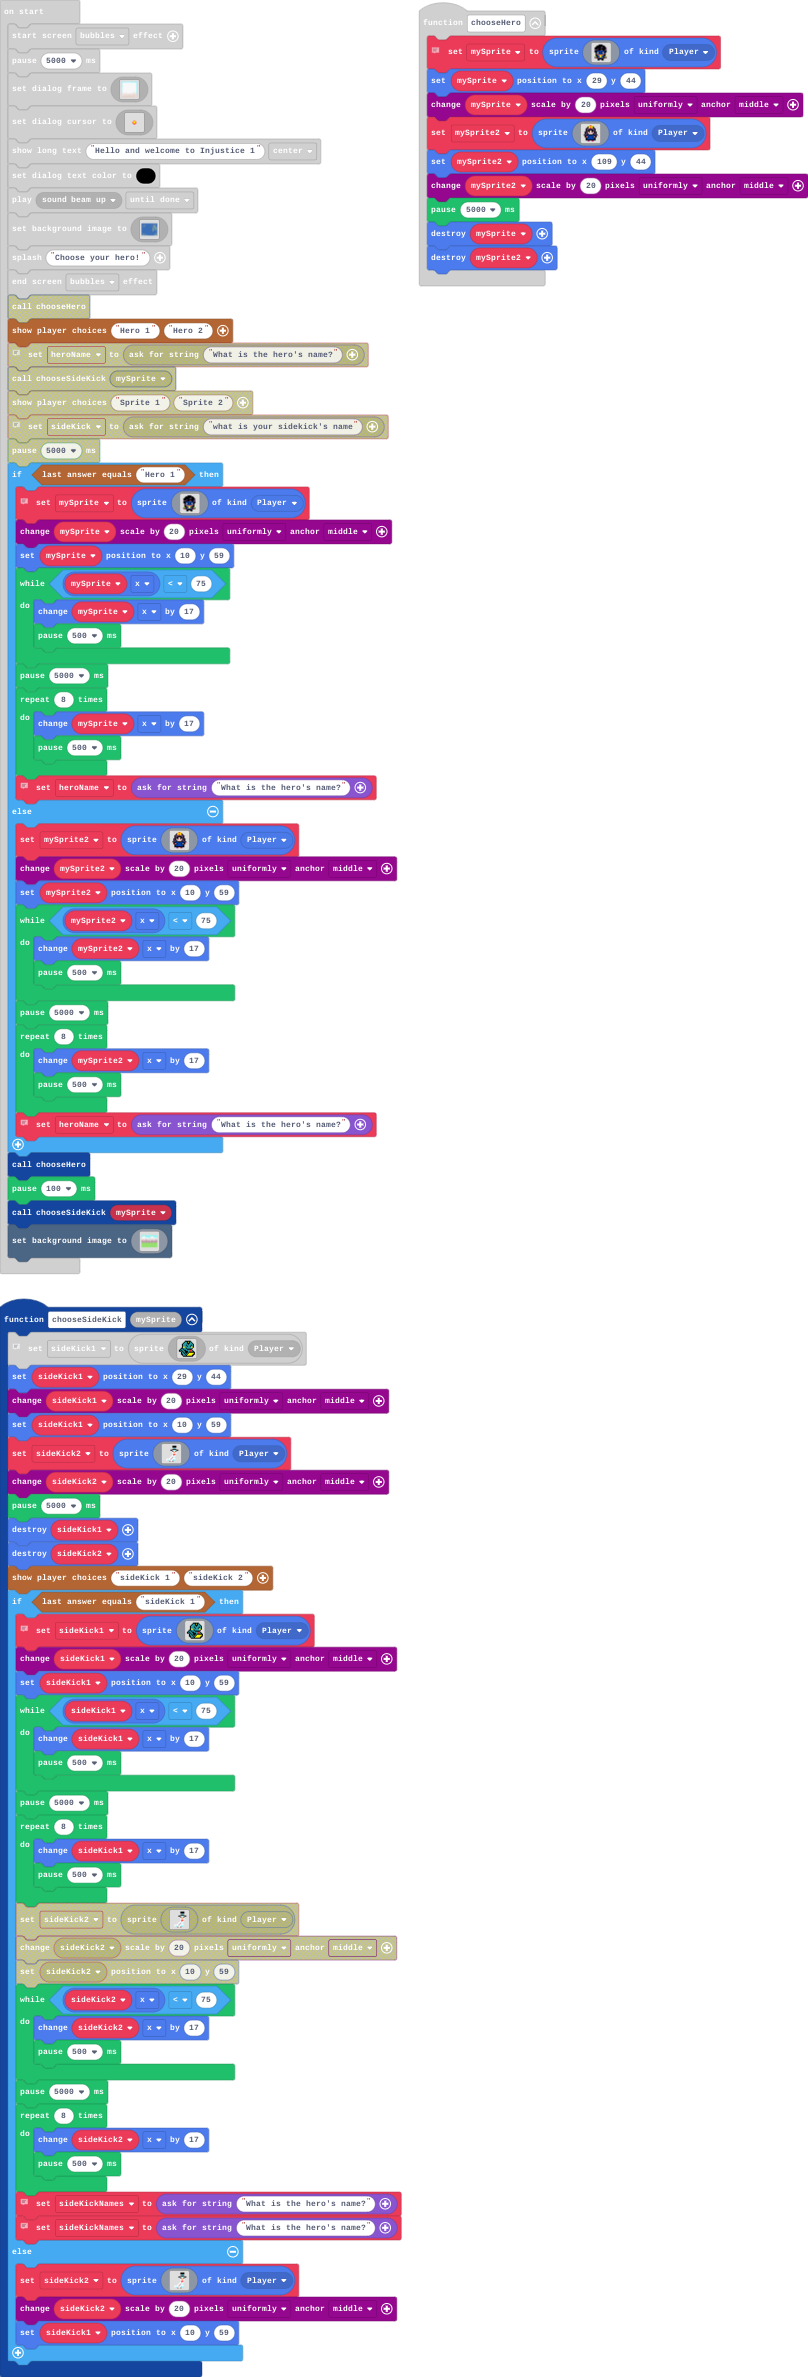 on start
start screen bubbles effect
pause 5000 ms
set dialog frame to
set dialog cursor to
show long text "Hello and welcome to Injustice 1" center
set dialog text color to
play sound beam up until done
set background image to
splash "Choose your hero!"
end screen bubbles effect
call chooseHero
show player choices "Hero 1" "Hero 2"
set heroName to ask for string "What is the hero's name?"
call chooseSideKick mySprite
show player choices "Sprite 1" "Sprite 2"
set sideKick to ask for string "what is your sidekick's name"
pause 5000 ms
if last answer equals "Hero 1" then
set mySprite to sprite of kind Player
change mySprite scale by 20 pixels uniformly anchor middle
set mySprite position to x 10 y 59
while mySprite x < 75
do change mySprite x by 17
pause 500 ms
pause 5000 ms
repeat 8 times
do change mySprite x by 17
pause 500 ms
set heroName to ask for string "What is the hero's name?"
else
set mySprite2 to sprite of kind Player
change mySprite2 scale by 20 pixels uniformly anchor middle
set mySprite2 position to x 10 y 59
while mySprite2 x < 75
do change mySprite2 x by 17
pause 500 ms
pause 5000 ms
repeat 8 times
do change mySprite2 x by 17
pause 500 ms
set heroName to ask for string "What is the hero's name?"
call chooseHero
pause 100 ms
call chooseSideKick mySprite
set background image to
function chooseHero
set mySprite to sprite of kind Player
set mySprite position to x 29 y 44
change mySprite scale by 20 pixels uniformly anchor middle
set mySprite2 to sprite of kind Player
set mySprite2 position to x 109 y 44
change mySprite2 scale by 20 pixels uniformly anchor middle
pause 5000 ms
destroy mySprite
destroy mySprite2
function chooseSideKick mySprite
set sideKick1 to sprite of kind Player
set sideKick1 position to x 29 y 44
change sideKick1 scale by 20 pixels uniformly anchor middle
set sideKick1 position to x 10 y 59
set sideKick2 to sprite of kind Player
change sideKick2 scale by 20 pixels uniformly anchor middle
pause 5000 ms
destroy sideKick1
destroy sideKick2
show player choices "sideKick 1" "sideKick 2"
if last answer equals "sideKick 1" then
set sideKick1 to sprite of kind Player
change sideKick1 scale by 20 pixels uniformly anchor middle
set sideKick1 position to x 10 y 59
while sideKick1 x < 75
do change sideKick1 x by 17
pause 500 ms
pause 5000 ms
repeat 8 times
do change sideKick1 x by 17
pause 500 ms
set sideKick2 to sprite of kind Player
change sideKick2 scale by 20 pixels uniformly anchor middle
set sideKick2 position to x 10 y 59
while sideKick2 x < 75
do change sideKick2 x by 17
pause 500 ms
pause 5000 ms
repeat 8 times
do change sideKick2 x by 17
pause 500 ms
set sideKickNames to ask for string "What is the hero's name?"
set sideKickNames to ask for string "What is the hero's name?"
else
set sideKick2 to sprite of kind Player
change sideKick2 scale by 20 pixels uniformly anchor middle
set sideKick1 position to x 10 y 59